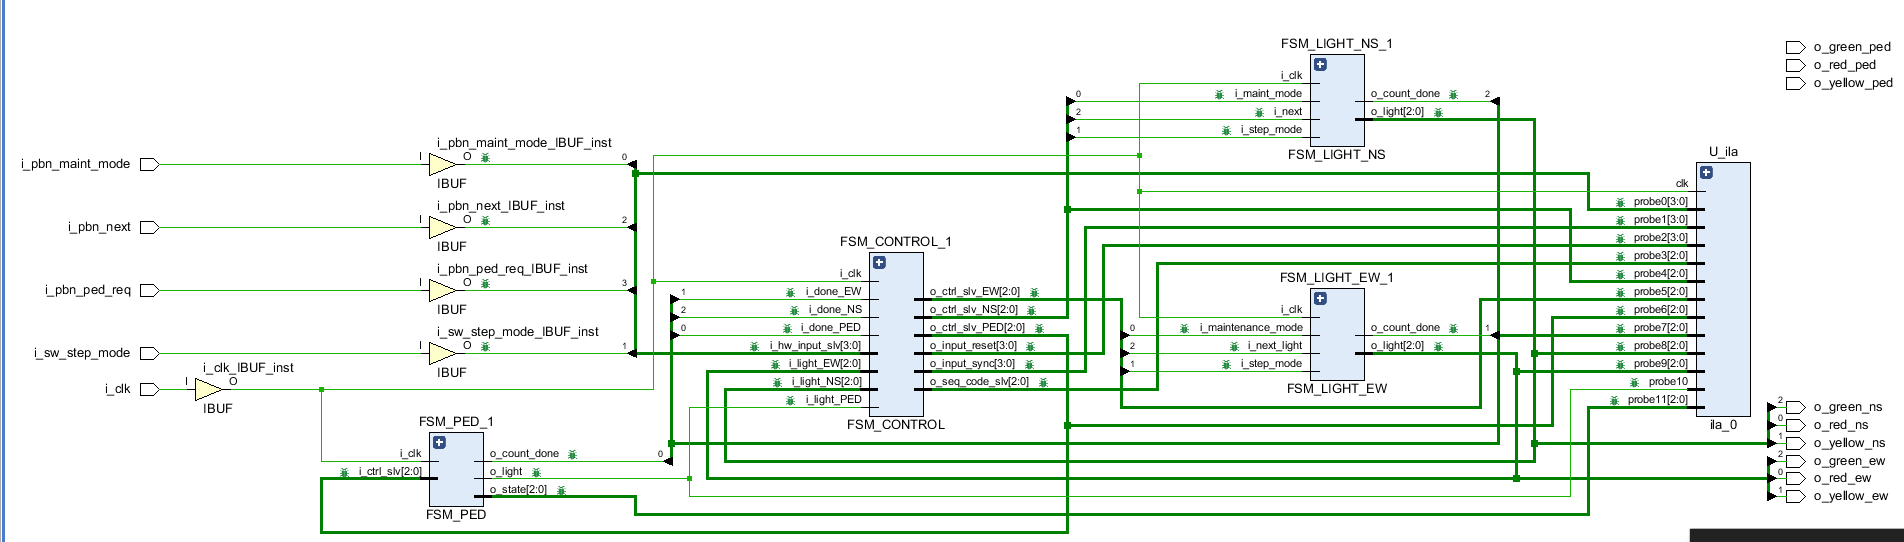 i_pbn_maint_mode
I
i_pbn_maint_mode_IBUF_inst
O
IBUF
0
i_pbn_next
I
i_pbn_next_IBUF_inst
O
IBUF
2
i_pbn_ped_req
I
i_pbn_ped_req_IBUF_inst
O
IBUF
3
i_sw_step_mode
I
i_sw_step_mode_IBUF_inst
O
IBUF
1
i_clk
I
i_clk_IBUF_inst
O
IBUF
FSM_PED_1
i_clk
i_ctrl_slv[2:0]
o_count_done
0
o_light
o_state[2:0]
FSM_PED
FSM_CONTROL_1
i_clk
1
i_done_EW
2
i_done_NS
0
i_done_PED
i_hw_input_slv[3:0]
i_light_EW[2:0]
i_light_NS[2:0]
i_light_PED
o_ctrl_slv_EW[2:0]
o_ctrl_slv_NS[2:0]
o_ctrl_slv_PED[2:0]
o_input_reset[3:0]
o_input_sync[3:0]
o_seq_code_slv[2:0]
FSM_CONTROL
FSM_LIGHT_NS_1
i_clk
0
i_maint_mode
2
i_next
1
i_step_mode
o_count_done
2
o_light[2:0]
FSM_LIGHT_NS
FSM_LIGHT_EW_1
i_clk
0
i_maintenance_mode
2
i_next_light
1
i_step_mode
o_count_done
1
o_light[2:0]
FSM_LIGHT_EW
U_ila
clk
probe0[3:0]
probe1[3:0]
probe2[3:0]
probe3[2:0]
probe4[2:0]
probe5[2:0]
probe6[2:0]
probe7[2:0]
probe8[2:0]
probe9[2:0]
probe10
probe11[2:0]
ila_0
o_green_ped
o_red_ped
o_yellow_ped
2
o_green_ns
0
o_red_ns
1
o_yellow_ns
2
o_green_ew
0
o_red_ew
1
o_yellow_ew